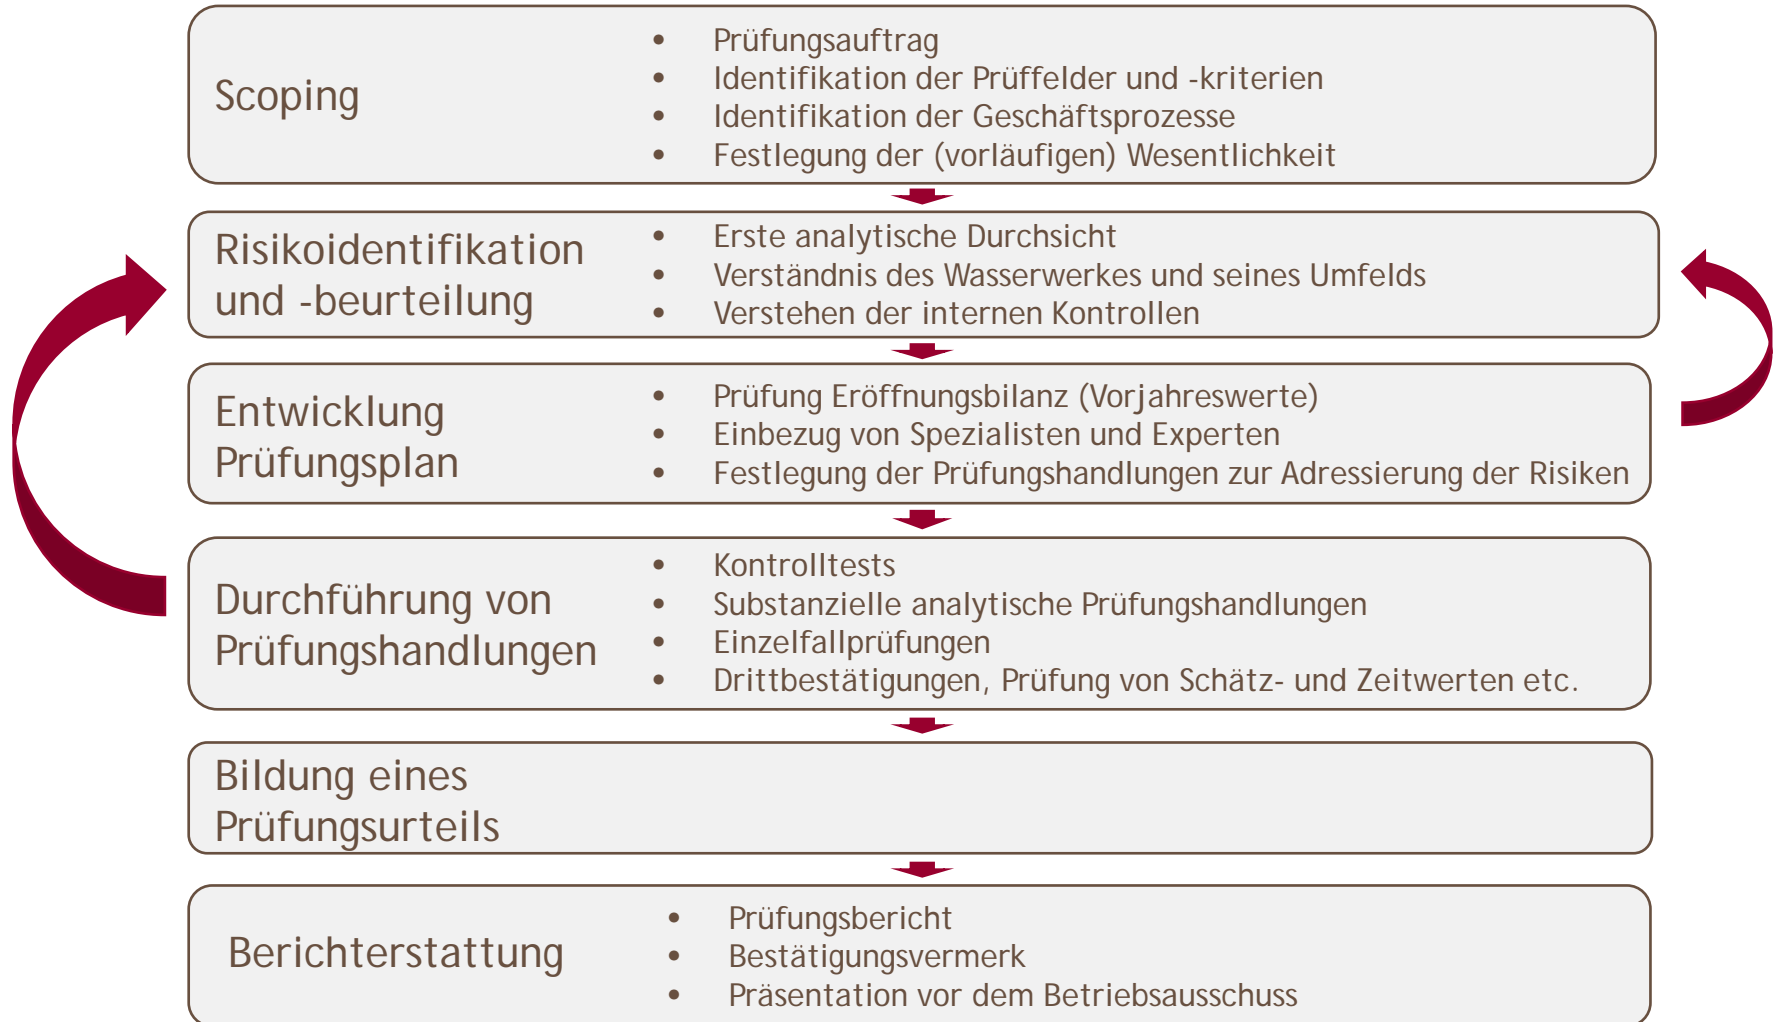 Scoping
• Prüfungsauftrag
• Identifikation der Prüffelder und -kriterien
• Identifikation der Geschäftsprozesse
• Festlegung der (vorläufigen) Wesentlichkeit
Risikoidentifikation
und -beurteilung
• Erste analytische Durchsicht
• Verständnis des Wasserwerkes und seines Umfelds
• Verstehen der internen Kontrollen
Entwicklung
Prüfungsplan
• Prüfung Eröffnungsbilanz (Vorjahreswerte)
• Einbezug von Spezialisten und Experten
• Festlegung der Prüfungshandlungen zur Adressierung der Risiken
Durchführung von
Prüfungshandlungen
• Kontrolltests
• Substanzielle analytische Prüfungshandlungen
• Einzelfallprüfungen
• Drittbestätigungen, Prüfung von Schätz- und Zeitwerten etc.
Bildung eines
Prüfungsurteils
Berichterstattung
• Prüfungsbericht
• Bestätigungsvermerk
• Präsentation vor dem Betriebsausschuss